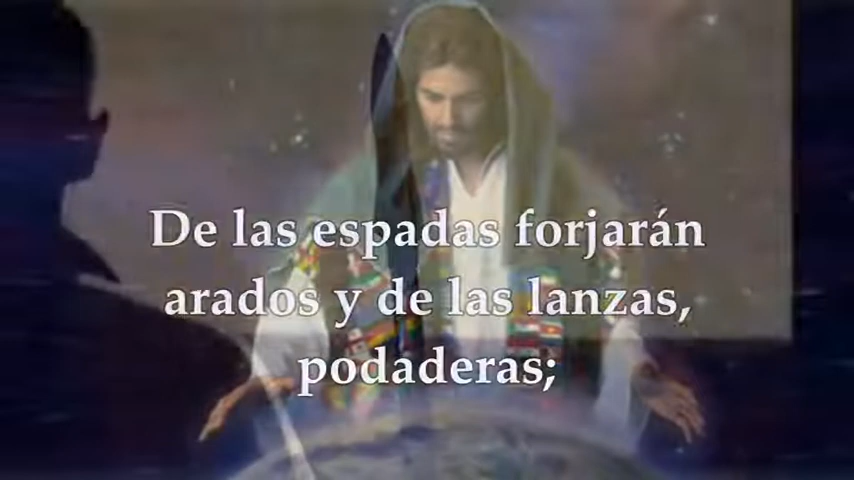 De las espadas forjarán
arados y de las lanzas,
podaderas;